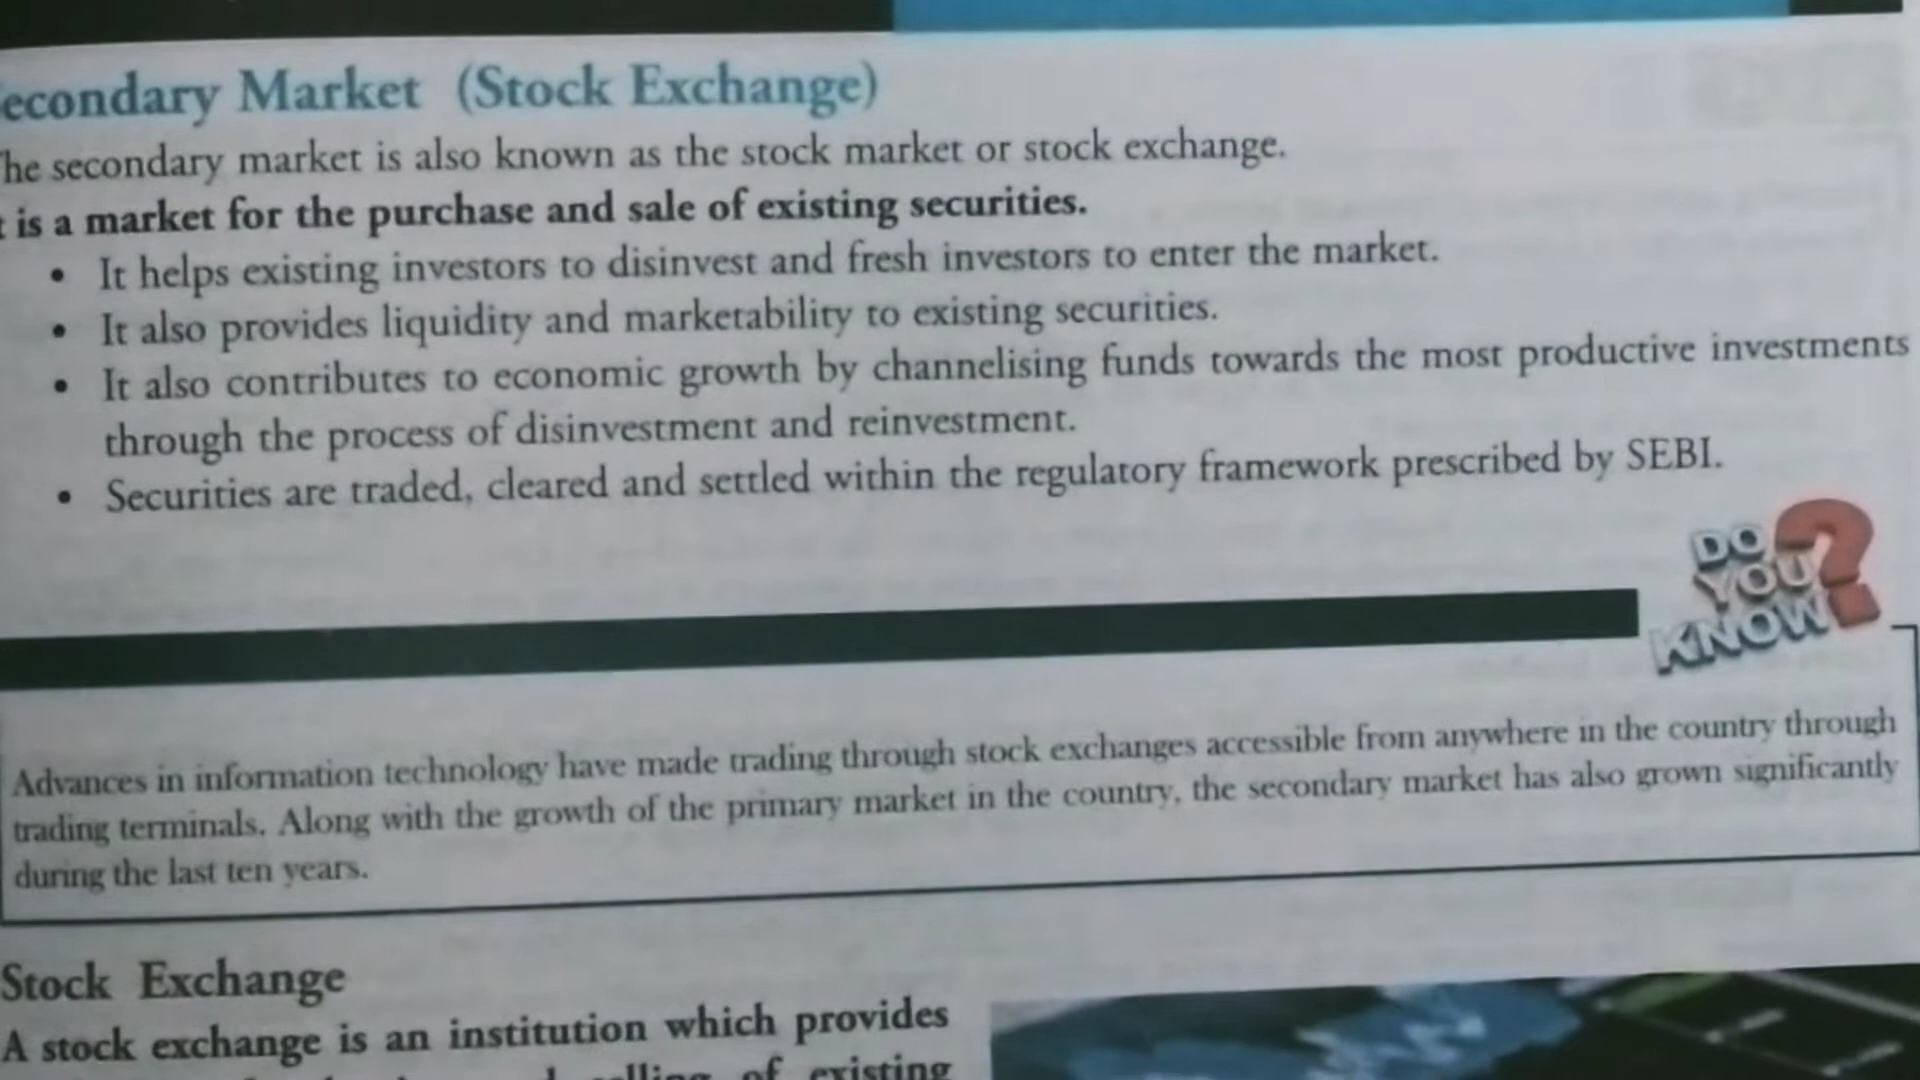 econdary Market (Stock Exchange)
he secondary market is also known as the stock market or stock exchange.
t is a market for the purchase and sale of existing securities.
• It helps existing investors to disinvest and fresh investors to enter the market.
• It also provides liquidity and marketability to existing securities.
• It also contributes to economic growth by channelising funds towards the most productive investments
through the process of disinvestment and reinvestment.
• Securities are traded, cleared and settled within the regulatory framework prescribed by SEBI.
DO
YOU
KNOW?
Advances in information technology have made trading through stock exchanges accessible from anywhere in the country through
trading terminals. Along with the growth of the primary market in the country, the secondary market has also grown significantly
during the last ten years.
Stock Exchange
A stock exchange is an institution which provides
of existing